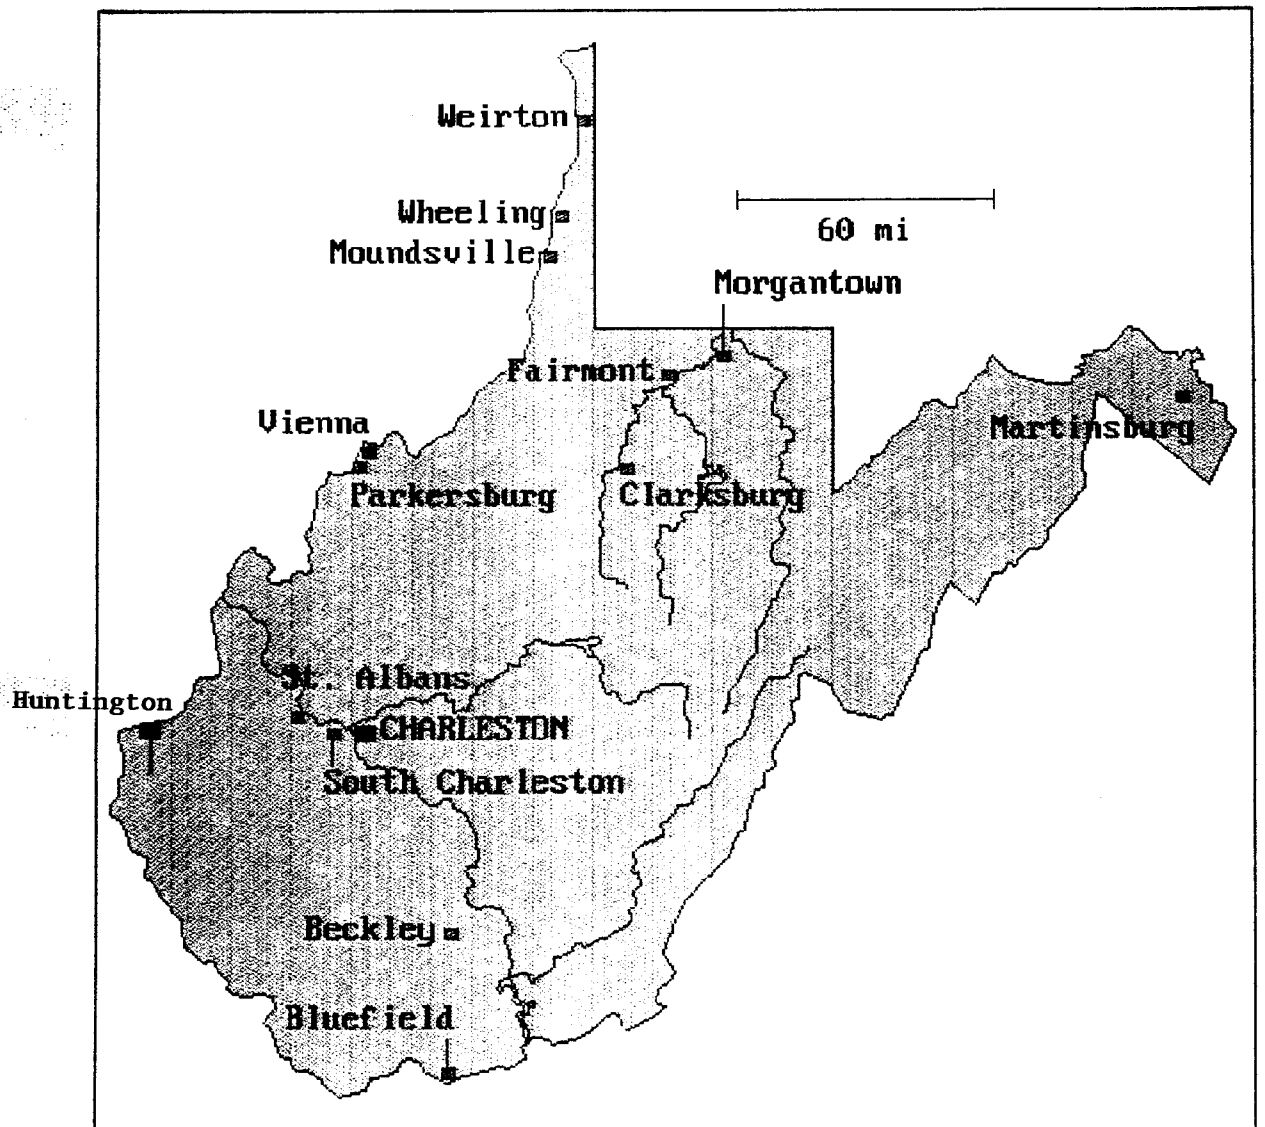 Weirton
Wheeling
60 mi
Moundsville
Morgantown
Fairmont
Vienna
Martinsburg
Parkersburg
Clarksburg
St. Albans
Huntington
CHARLESTON
South Charleston
Beckley
Bluefield